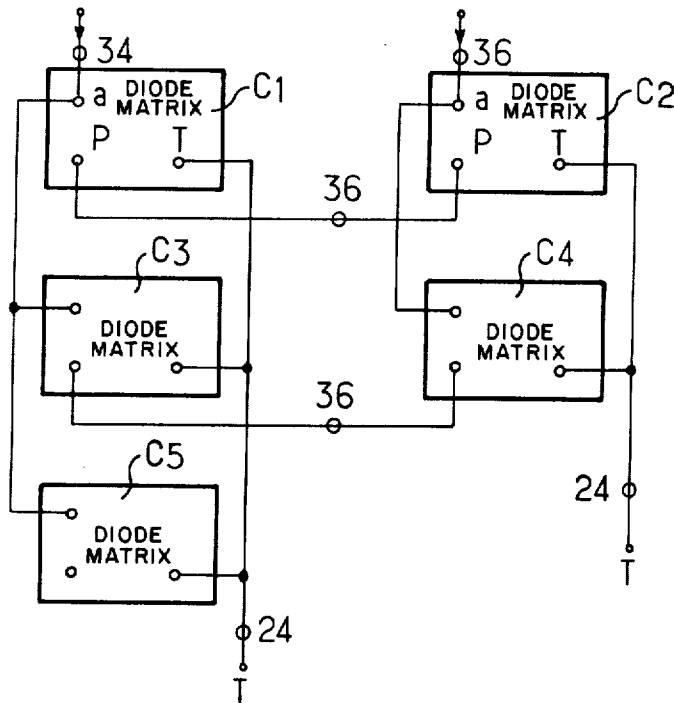 34
36
a DIODE MATRIX C1
P T
a DIODE MATRIX C2
P T
36
C3
DIODE MATRIX
C4
DIODE MATRIX
36
C5
DIODE MATRIX
24
T
24
T